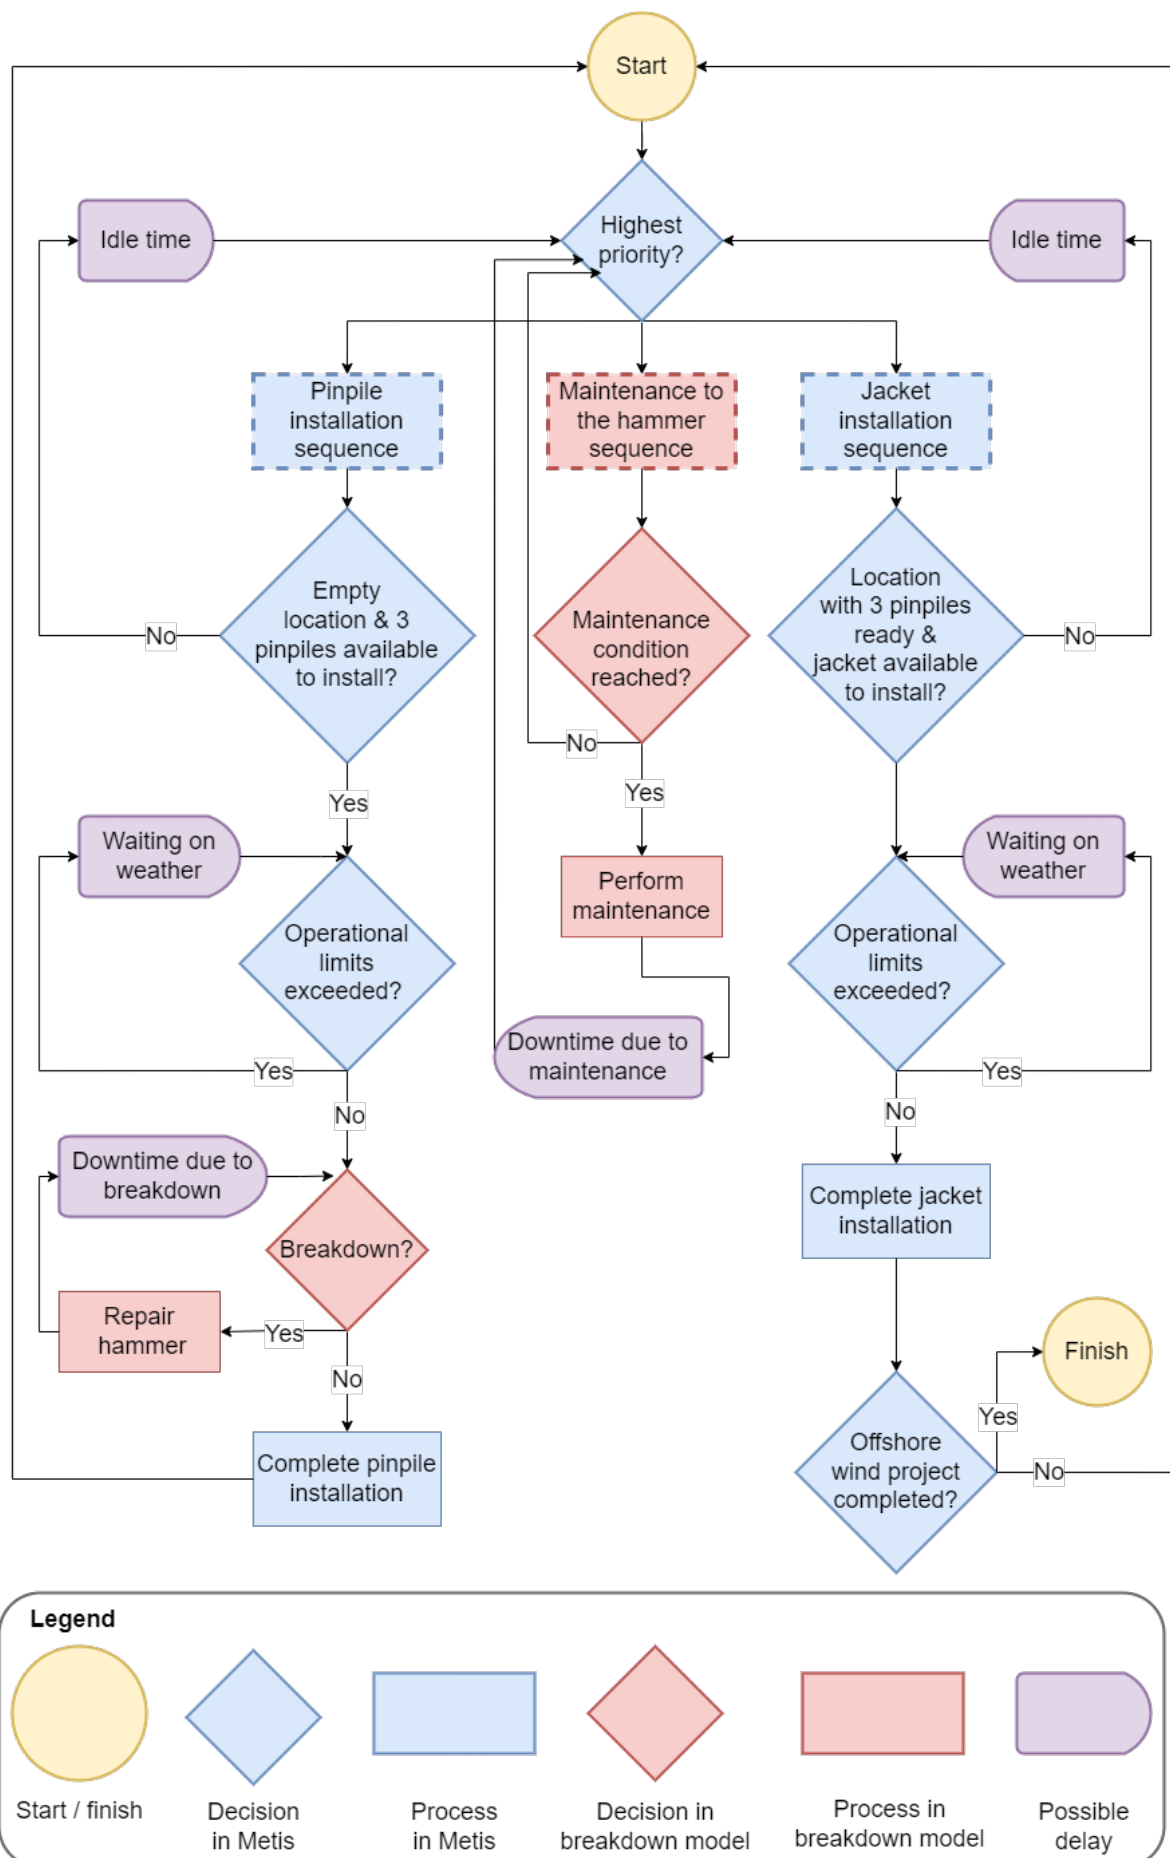 Start
Highest
priority?
Idle time
Idle time
Pinpile
installation
sequence
Maintenance to
the hammer
sequence
Jacket
installation
sequence
Empty
location & 3
pinpiles available
to install?
No
Maintenance
condition
reached?
No
Location
with 3 pinpiles
ready &
jacket available
to install?
No
Yes
Yes
Waiting on
weather
Operational
limits
exceeded?
Yes
No
Perform
maintenance
Downtime due to
maintenance
Waiting on
weather
Operational
limits
exceeded?
Yes
No
Downtime due to
breakdown
Breakdown?
Repair
hammer
Yes
No
Complete pinpile
installation
Complete jacket
installation
Offshore
wind project
completed?
Yes
No
Finish
Legend
Start / finish
Decision
in Metis
Process
in Metis
Decision in
breakdown model
Process in
breakdown model
Possible
delay